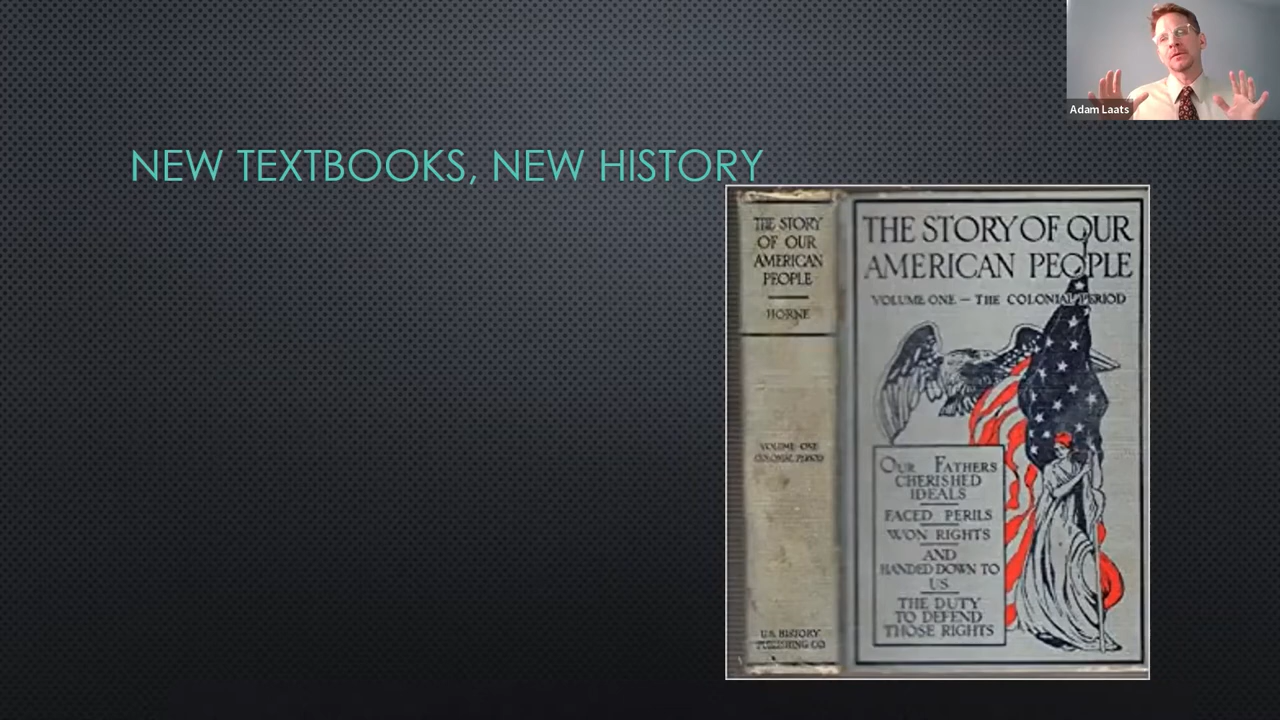 Adam Laats
NEW TEXTBOOKS, NEW HISTORY
THE STORY
OF OUR
AMERICAN
PEOPLE
HORNE
VOLUME ONE
COLONIAL PERIOD
U.S. HISTORY
PUBLISHING CO
THE STORY OF OUR
AMERICAN PEOPLE
VOLUME ONE — THE COLONIAL PERIOD
OUR FATHERS
CHERISHED
IDEALS
FACED PERILS
WON RIGHTS
AND
HANDED DOWN TO
US
THE DUTY
TO DEFEND
THOSE RIGHTS